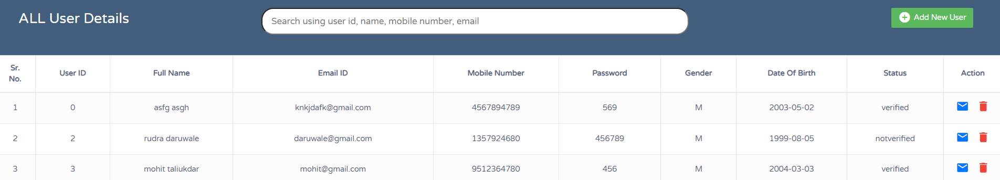 ALL User Details
Search using user id, name, mobile number, email
Add New User
Sr. No. User ID Full Name Email ID Mobile Number Password Gender Date Of Birth Status Action
1 0 asfg asgh knkjdafk@gmail.com 4567894789 569 M 2003-05-02 verified
2 2 rudra daruwale daruwale@gmail.com 1357924680 456789 M 1999-08-05 notverified
3 3 mohit taliukdar mohit@gmail.com 9512364780 456 M 2004-03-03 verified